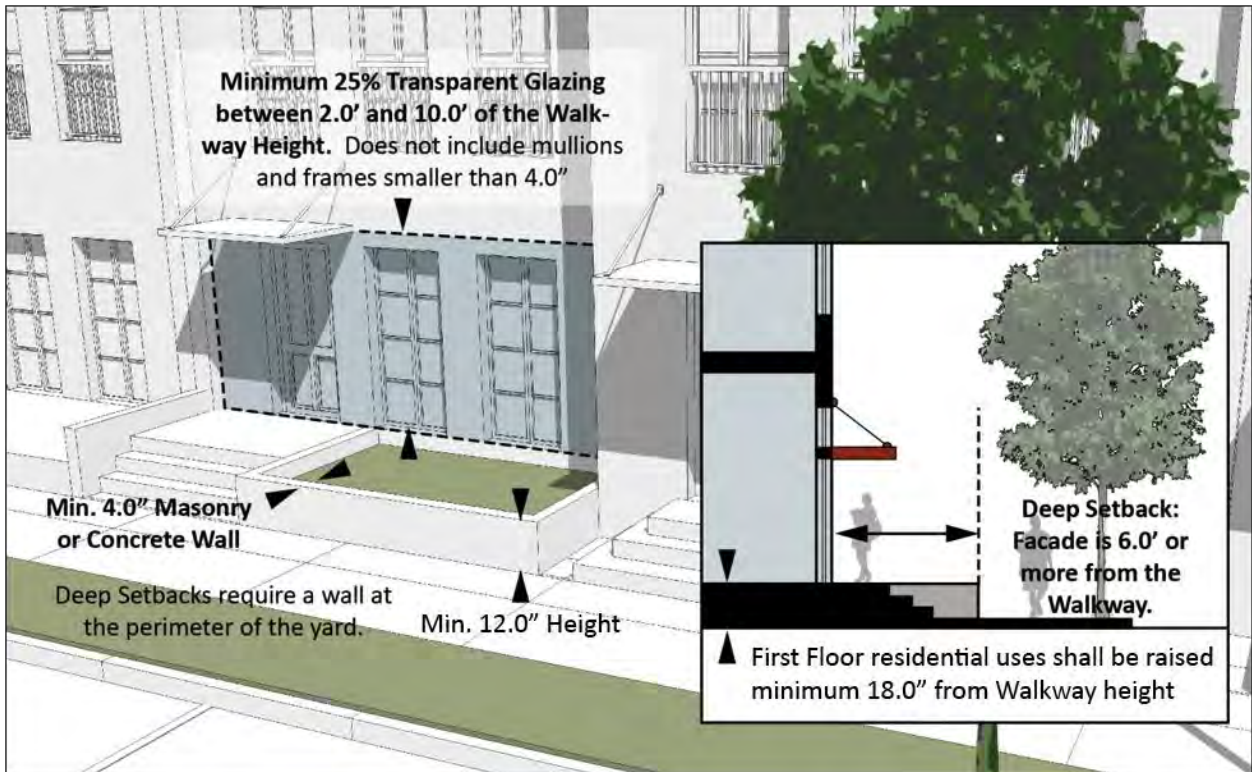 Minimum 25% Transparent Glazing
between 2.0’ and 10.0’ of the Walk-
way Height.  Does not include mullions
and frames smaller than 4.0”
Min. 4.0” Masonry
or Concrete Wall
Deep Setbacks require a wall at
the perimeter of the yard.
Min. 12.0” Height
Deep Setback:
Facade is 6.0’ or
more from the
Walkway.
First Floor residential uses shall be raised
minimum 18.0” from Walkway height